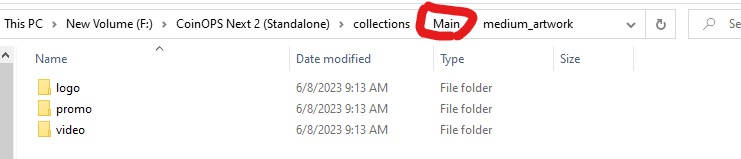 This PC > New Volume (F:) > CoinOPS Next 2 (Standalone) > collections > Main > medium_artwork
Name Date modified Type Size
logo 6/8/2023 9:13 AM File folder
promo 6/8/2023 9:13 AM File folder
video 6/8/2023 9:13 AM File folder